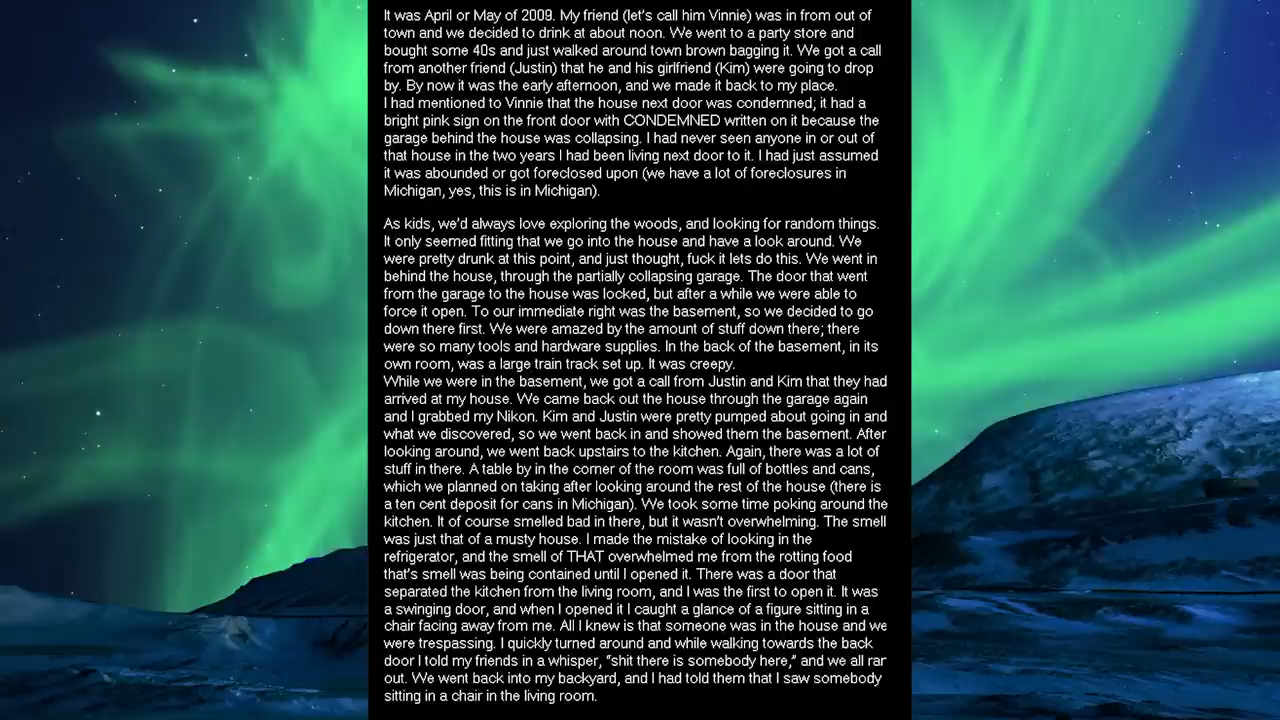 It was April or May of 2009. My friend (let's call him Vinnie) was in from out of
town and we decided to drink at about noon. We went to a party store and
bought some 40s and just walked around town brown bagging it. We got a call
from another friend (Justin) that he and his girlfriend (Kim) were going to drop
by. By now it was the early afternoon, and we made it back to my place.
I had mentioned to Vinnie that the house next door was condemned; it had a
bright pink sign on the front door with CONDEMNED written on it because the
garage behind the house was collapsing. I had never seen anyone in or out of
that house in the two years I had been living next door to it. I had just assumed
it was abounded or got foreclosed upon (we have a lot of foreclosures in
Michigan, yes, this is in Michigan).
As kids, we'd always love exploring the woods, and looking for random things.
It only seemed fitting that we go into the house and have a look around. We
were pretty drunk at this point, and just thought, fuck it lets do this. We went in
behind the house, through the partially collapsing garage. The door that went
from the garage to the house was locked, but after a while we were able to
force it open. To our immediate right was the basement, so we decided to go
down there first. We were amazed by the amount of stuff down there; there
were so many tools and hardware supplies. In the back of the basement, in its
own room, was a large train track set up. It was creepy.
While we were in the basement, we got a call from Justin and Kim that they had
arrived at my house. We came back out the house through the garage again
and I grabbed my Nikon. Kim and Justin were pretty pumped about going in and
what we discovered, so we went back in and showed them the basement. After
looking around, we went back upstairs to the kitchen. Again, there was a lot of
stuff in there. A table by in the corner of the room was full of bottles and cans,
which we planned on taking after looking around the rest of the house (there is
a ten cent deposit for cans in Michigan). We took some time poking around the
kitchen. It of course smelled bad in there, but it wasn't overwhelming. The smell
was just that of a musty house. I made the mistake of looking in the
refrigerator, and the smell of THAT overwhelmed me from the rotting food
that's smell was being contained until I opened it. There was a door that
separated the kitchen from the living room, and I was the first to open it. It was
a swinging door, and when I opened it I caught a glance of a figure sitting in a
chair facing away from me. All I knew is that someone was in the house and we
were trespassing. I quickly turned around and while walking towards the back
door I told my friends in a whisper, "shit there is somebody here," and we all ran
out. We went back into my backyard, and I had told them that I saw somebody
sitting in a chair in the living room.